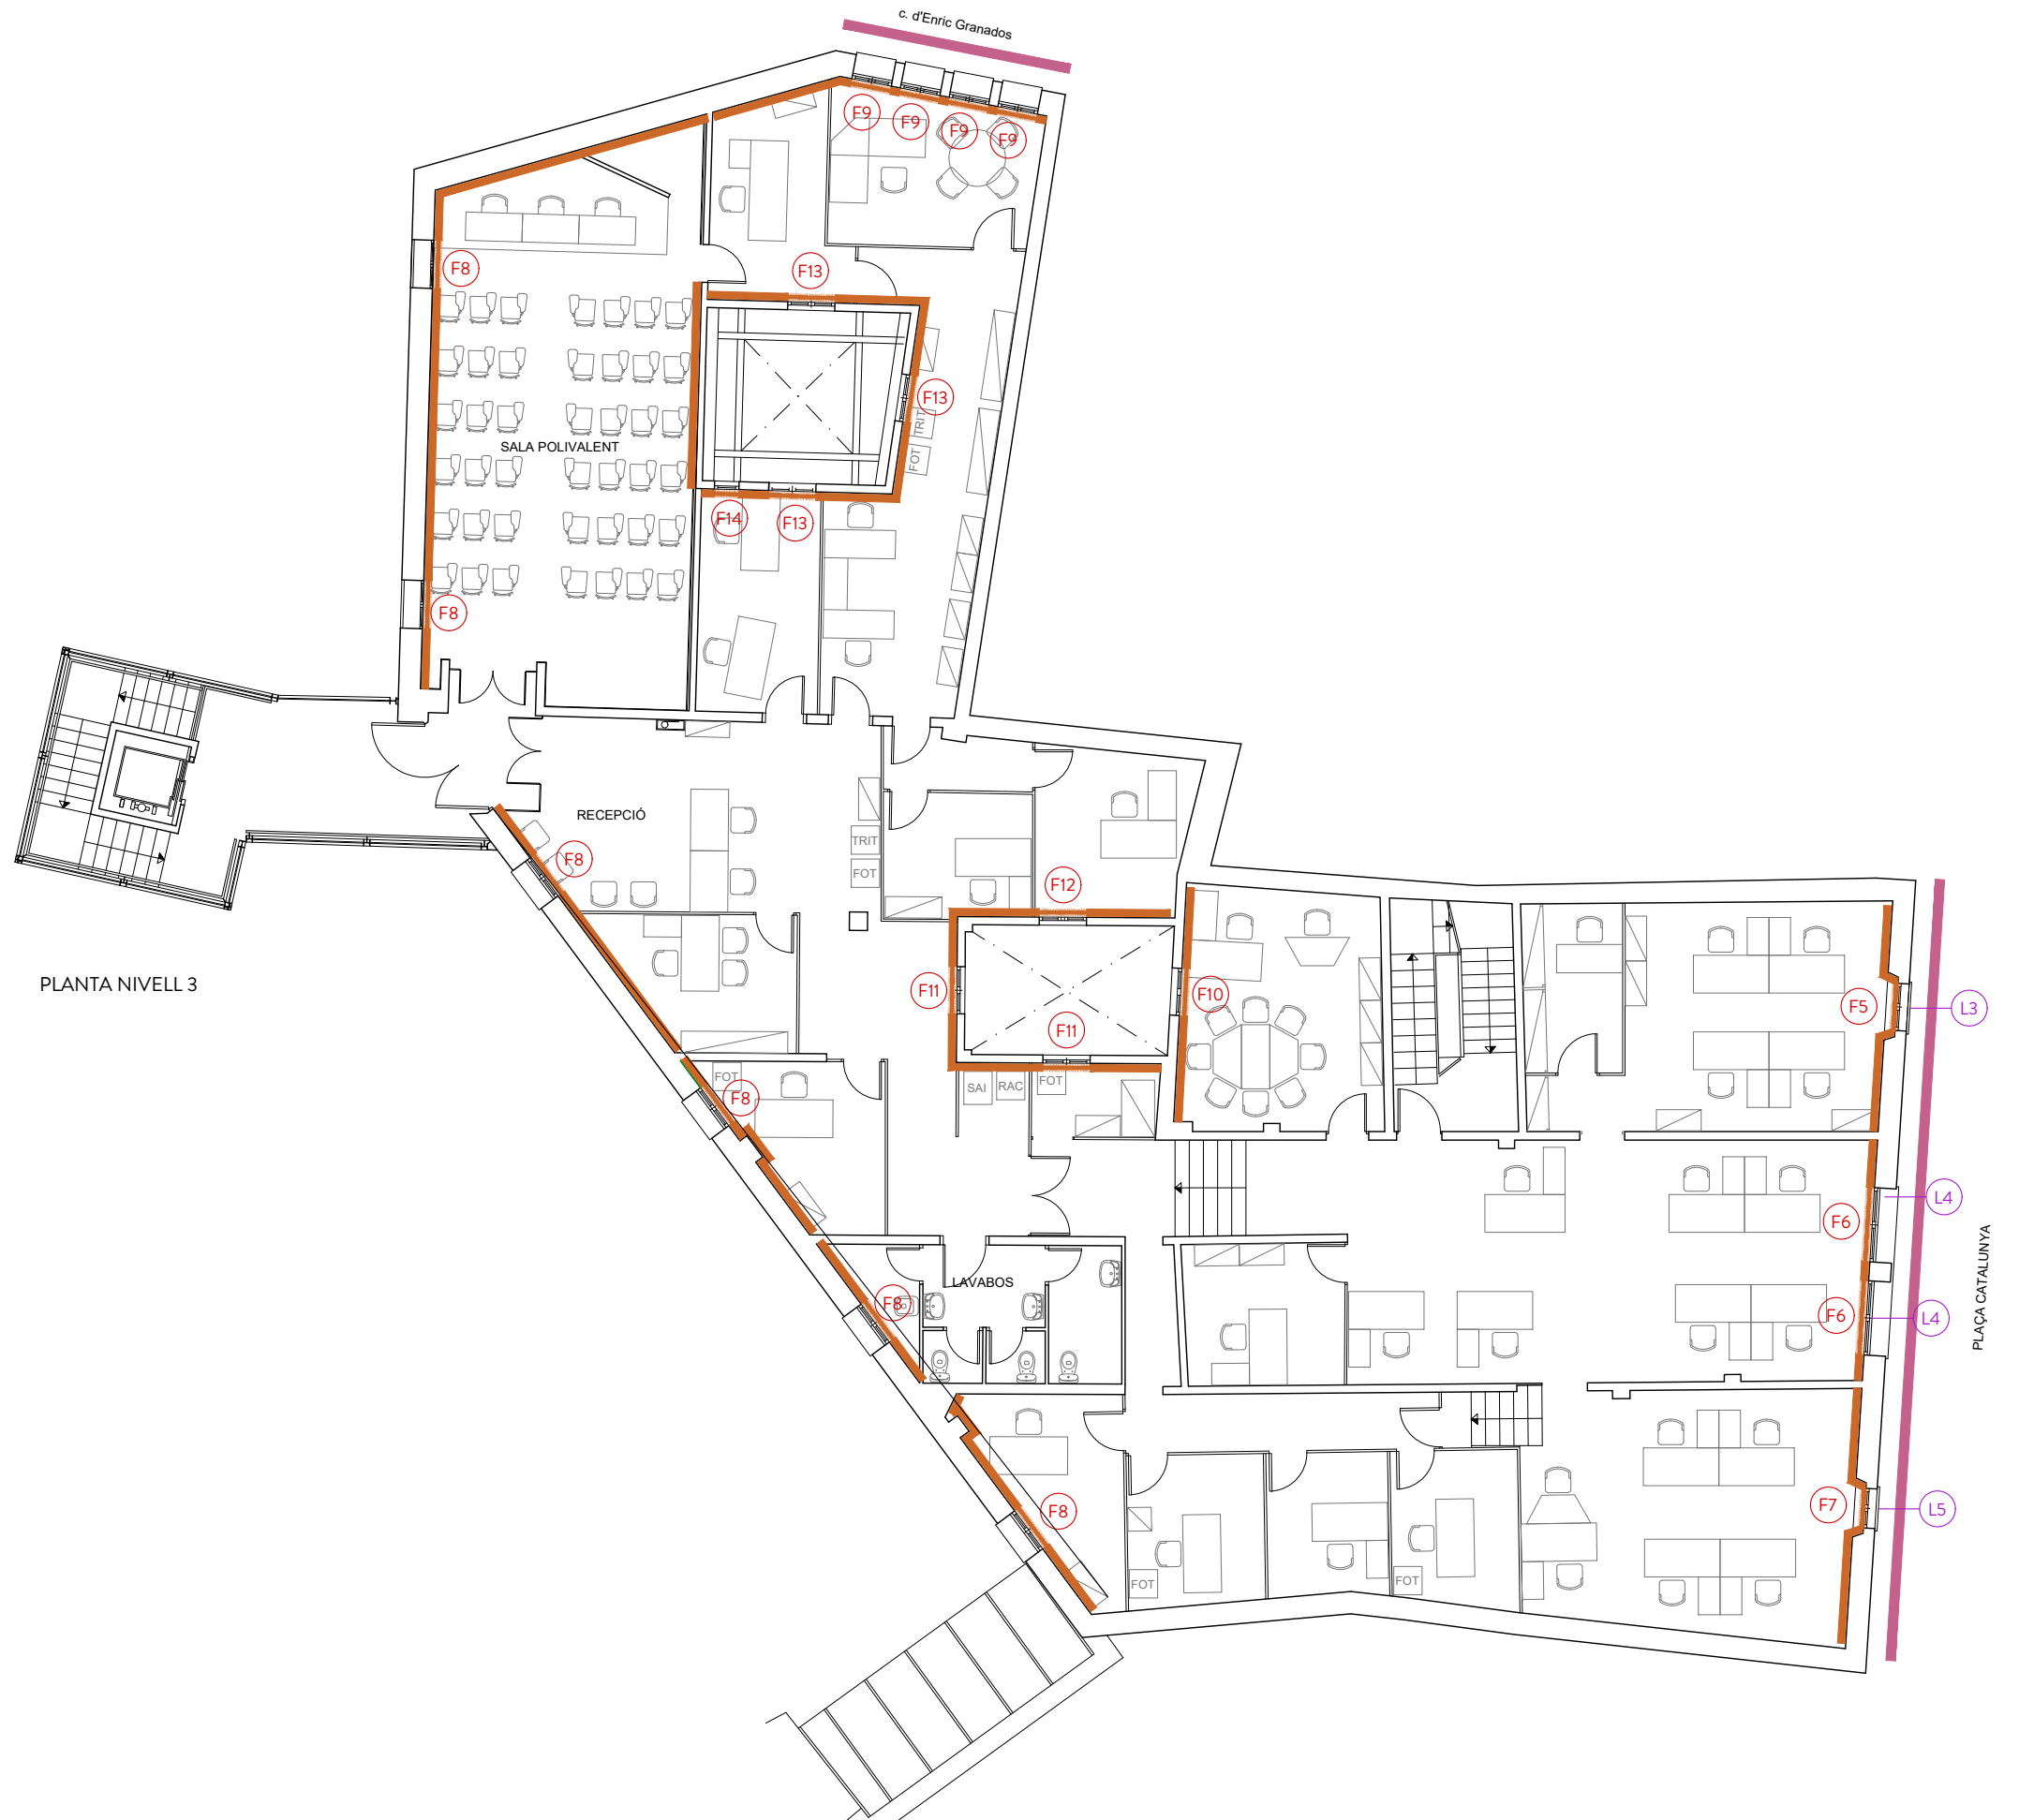 c. d'Enric Granados
F9
F9
F9
F9
F8
F13
F13
TRIT
SALA POLIVALENT
FOT
F14
F13
F8
RECEPCIÓ
TRIT
F8
FOT
F12
PLANTA NIVELL 3
F11
F10
F5
L3
F11
FOT
SAI
RAC
FOT
F8
L4
F6
PLAÇA CATALUNYA
LAVABOS
F8
F6
L4
F8
F7
L5
FOT
FOT